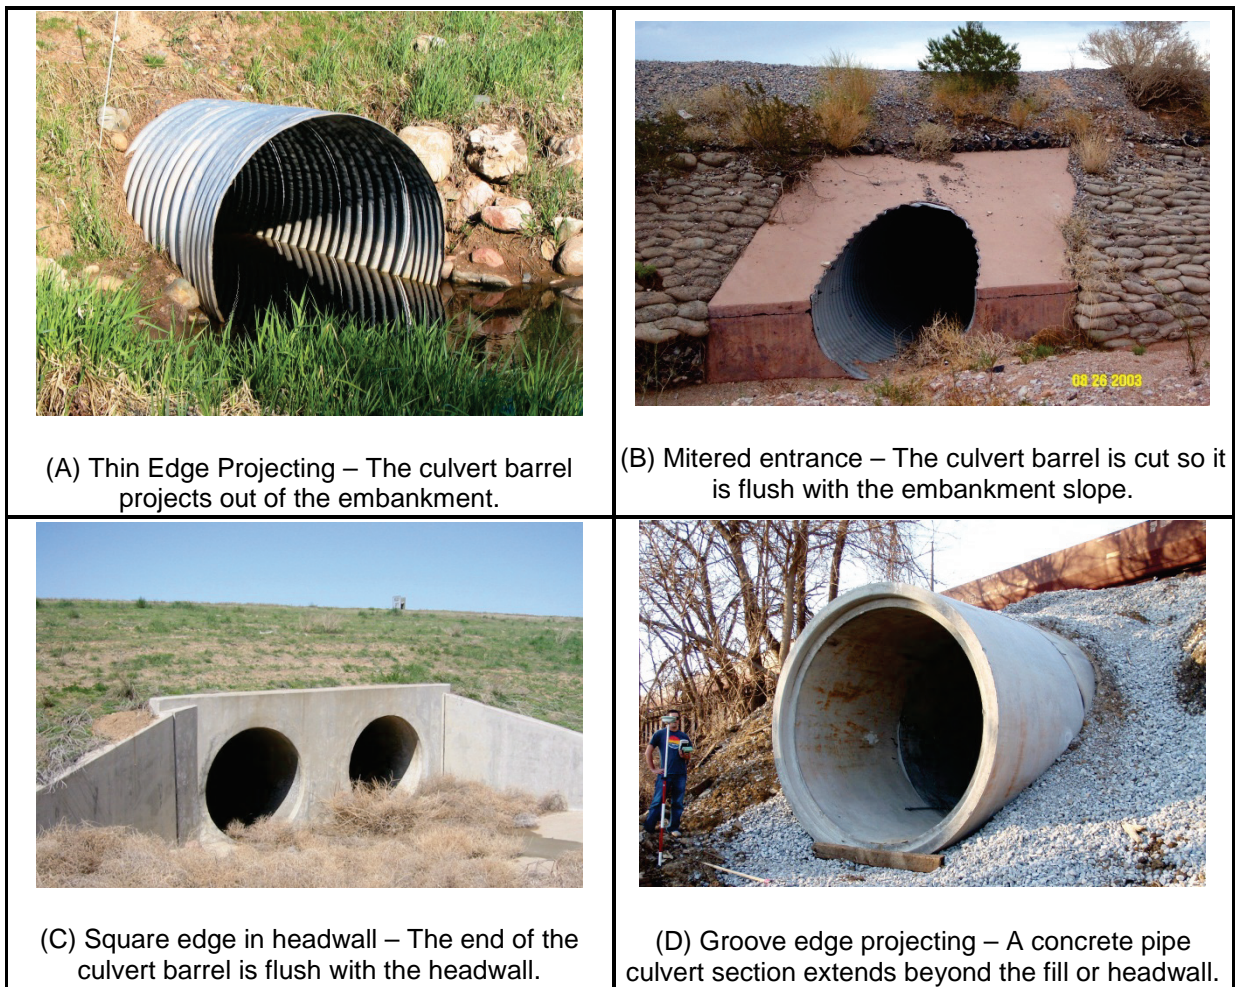 08 26 2003
(A) Thin Edge Projecting – The culvert barrel
projects out of the embankment.
(B) Mitered entrance – The culvert barrel is cut so it
is flush with the embankment slope.
(C) Square edge in headwall – The end of the
culvert barrel is flush with the headwall.
(D) Groove edge projecting – A concrete pipe
culvert section extends beyond the fill or headwall.